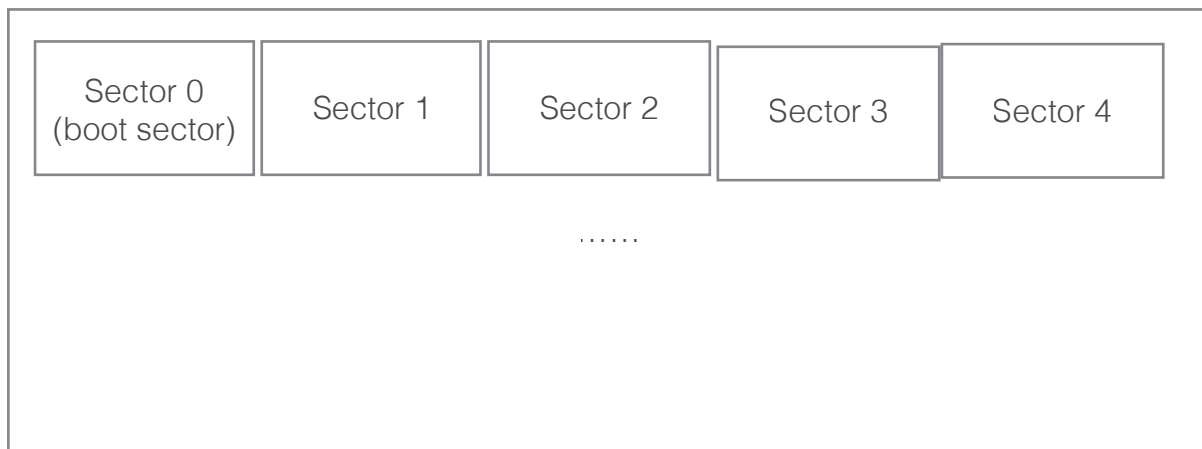 Sector 0
(boot sector)
Sector 1
Sector 2
Sector 3
Sector 4
......